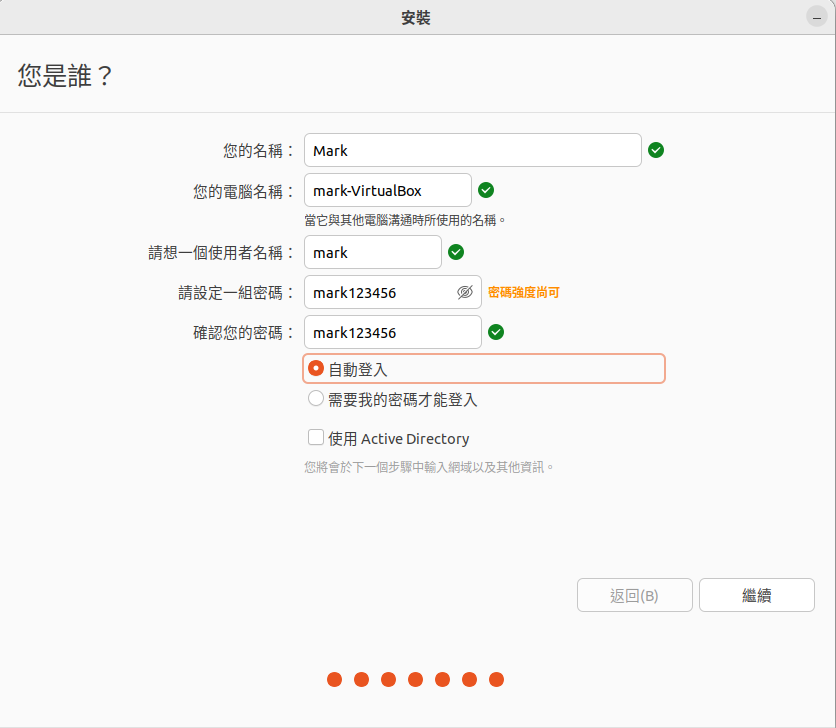 安裝
您是誰？
您的名稱： Mark
您的電腦名稱： mark-VirtualBox
當它與其他電腦溝通時所使用的名稱。
請想一個使用者名稱： mark
請設定一組密碼： mark123456 密碼強度尚可
確認您的密碼： mark123456
自動登入
需要我的密碼才能登入
使用 Active Directory
您將會於下一個步驟中輸入網域以及其他資訊。
返回(B) 繼續